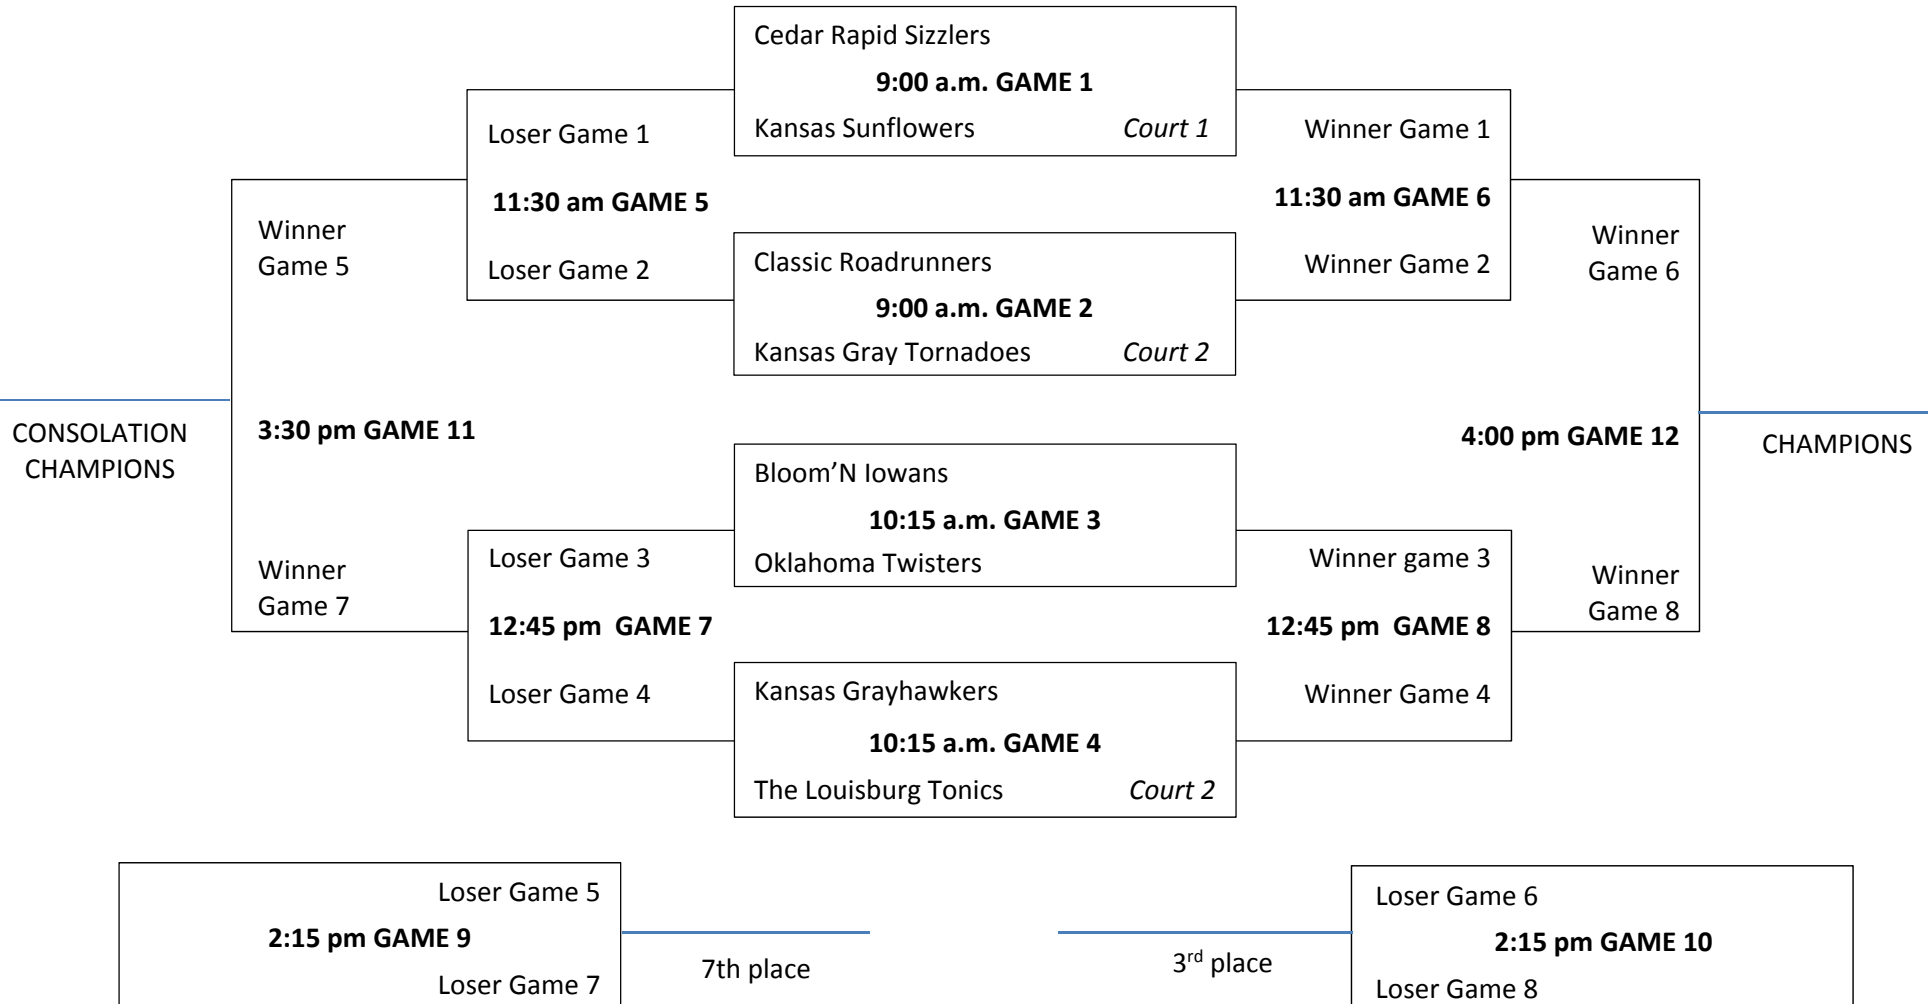 Cedar Rapid Sizzlers
9:00 a.m. GAME 1
Kansas Sunflowers Court 1
Loser Game 1
11:30 am GAME 5
Loser Game 2
Winner Game 1
11:30 am GAME 6
Winner Game 2
Classic Roadrunners
9:00 a.m. GAME 2
Kansas Gray Tornadoes Court 2
Winner
Game 5
3:30 pm GAME 11
Winner
Game 7
CONSOLATION
CHAMPIONS
Winner
Game 6
4:00 pm GAME 12
Winner
Game 8
CHAMPIONS
Bloom’N Iowans
10:15 a.m. GAME 3
Oklahoma Twisters
Loser Game 3
12:45 pm  GAME 7
Loser Game 4
Winner game 3
12:45 pm  GAME 8
Winner Game 4
Kansas Grayhawkers
10:15 a.m. GAME 4
The Louisburg Tonics Court 2
Loser Game 5
2:15 pm GAME 9
Loser Game 7
7th place
3rd place
Loser Game 6
2:15 pm GAME 10
Loser Game 8